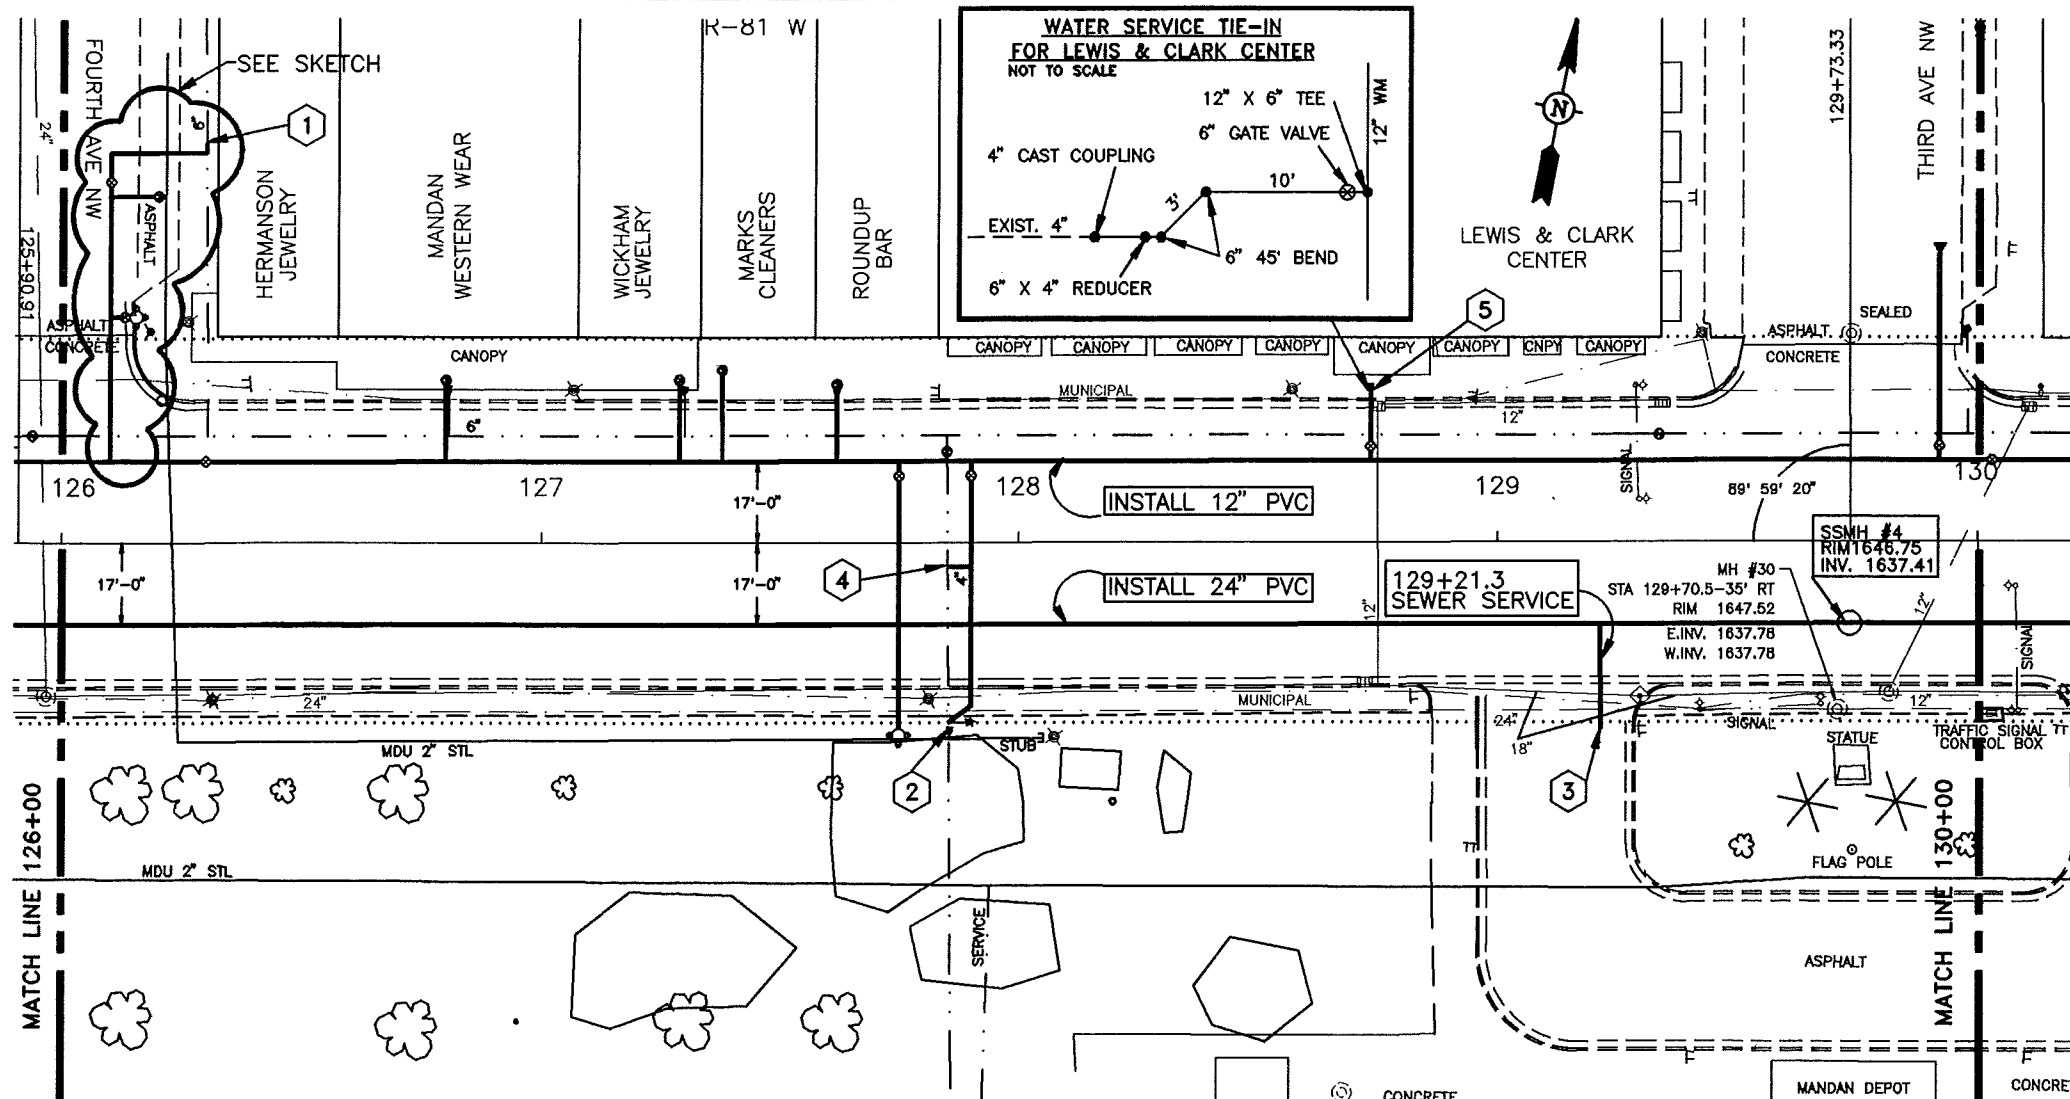 R-81 W
WATER SERVICE TIE-IN
FOR LEWIS & CLARK CENTER
NOT TO SCALE
12" X 6" TEE
6" GATE VALVE
12" WM
4" CAST COUPLING
10'
3'
EXIST. 4"
6" 45' BEND
6" X 4" REDUCER
FOURTH AVE NW
SEE SKETCH
24"
6"
1
ASPHALT
125+90.91
ASPHALT
CONCRETE
HERMANSON
JEWELRY
MANDAN
WESTERN WEAR
WICKHAM
JEWELRY
MARKS
CLEANERS
ROUNDUP
BAR
N
LEWIS & CLARK
CENTER
129+73.33
THIRD AVE NW
5
SEALED
ASPHALT
CONCRETE
CANOPY
CANOPY
CANOPY
CANOPY
CANOPY
CANOPY
CANOPY
CNPY
CANOPY
MUNICIPAL
12"
6"
SIGNAL
126
127
128
129
130
17'-0"
INSTALL 12" PVC
89' 59' 20"
17'-0"
17'-0"
4
4"
INSTALL 24" PVC
12"
129+21.3
SEWER SERVICE
SSMH #4
RIM1646.75
INV. 1637.41
MH #30
STA 129+70.5-35' RT
RIM 1647.52
E.INV. 1637.78
W.INV. 1637.78
12"
SIGNAL
24"
MUNICIPAL
24"
18"
SIGNAL
12"
MDU 2" STL
STUB
STATUE
TRAFFIC SIGNAL
CONTROL BOX
2
3
MATCH LINE 126+00
MDU 2" STL
FLAG POLE
MATCH LINE 130+00
SERVICE
ASPHALT
CONCRETE
MANDAN DEPOT
CONCRE